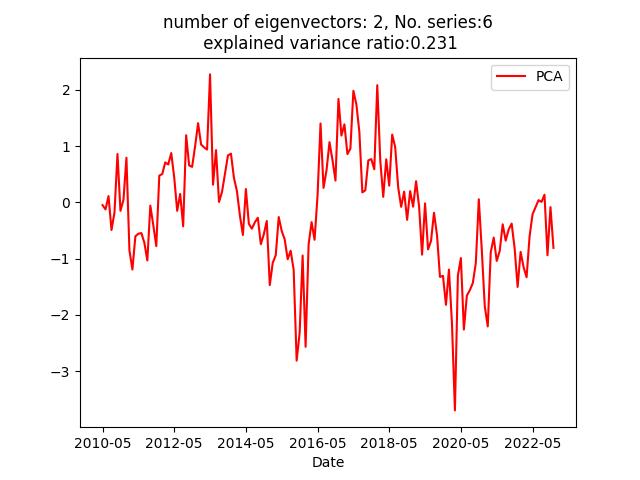 number of eigenvectors: 2, No. series:6
explained variance ratio:0.231
PCA
2
1
0
−1
−2
−3
2010-05 2012-05 2014-05 2016-05 2018-05 2020-05 2022-05
Date